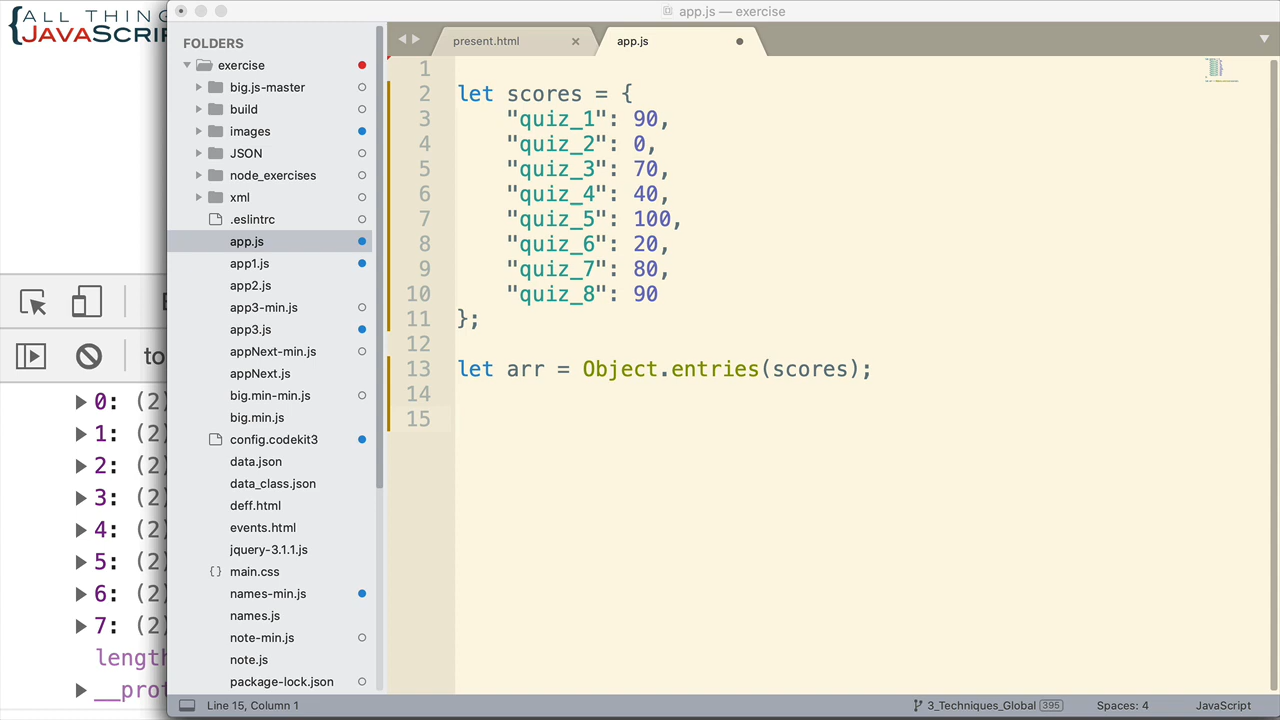 ALL THING
JAVASCRI
app.js — exercise
FOLDERS
exercise
big.js-master
build
images
JSON
node_exercises
xml
.eslintrc
app.js
app1.js
app2.js
app3-min.js
app3.js
appNext-min.js
appNext.js
big.min-min.js
big.min.js
config.codekit3
data.json
data_class.json
deff.html
events.html
jquery-3.1.1.js
{} main.css
names-min.js
names.js
note-min.js
note.js
package-lock.json
present.html × app.js
1
2 let scores = {
3 "quiz_1": 90,
4 "quiz_2": 0,
5 "quiz_3": 70,
6 "quiz_4": 40,
7 "quiz_5": 100,
8 "quiz_6": 20,
9 "quiz_7": 80,
10 "quiz_8": 90
11 };
12
13 let arr = Object.entries(scores);
14
15
to
0: (2)
1: (2)
2: (2)
3: (2)
4: (2)
5: (2)
6: (2)
7: (2)
length
__prot
Line 15, Column 1
3_Techniques_Global 395
Spaces: 4
JavaScript